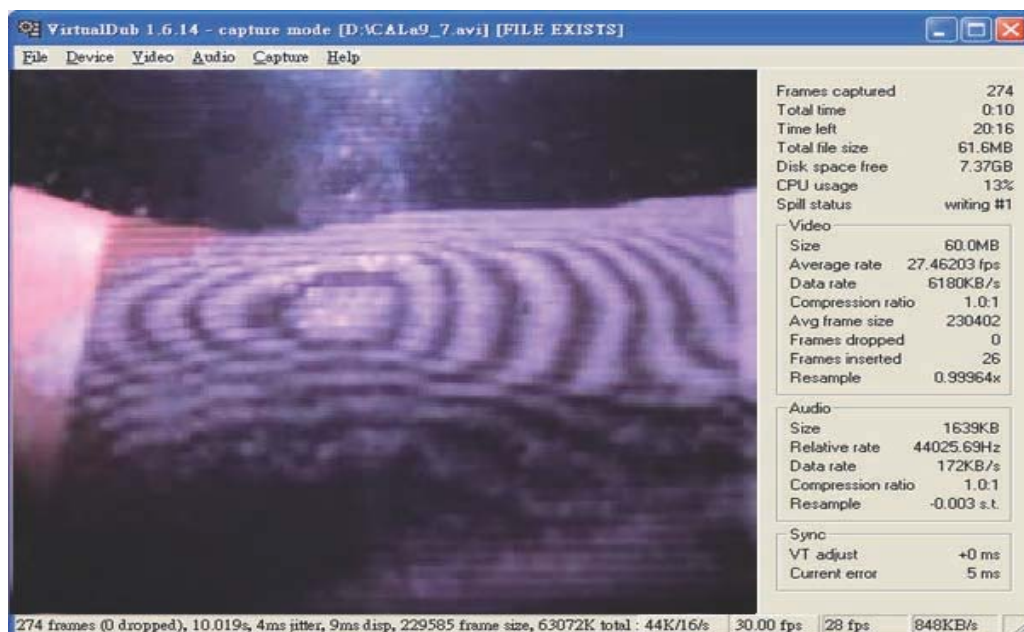 VirtualDub 1.6.14 - capture mode [D:\CALa9_7.avi] [FILE EXISTS]
File Device Video Audio Capture Help
Frames captured 274
Total time 0:10
Time left 20:16
Total file size 61.6MB
Disk space free 7.37GB
CPU usage 13%
Spill status writing #1
Video
Size 60.0MB
Average rate 27.46203 fps
Data rate 6180KB/s
Compression ratio 1.0:1
Avg frame size 230402
Frames dropped 0
Frames inserted 26
Resample 0.99964x
Audio
Size 1639KB
Relative rate 44025.69Hz
Data rate 172KB/s
Compression ratio 1.0:1
Resample -0.003 s.t.
Sync
VT adjust +0 ms
Current error 5 ms
274 frames (0 dropped), 10.019s, 4ms jitter, 9ms disp, 229585 frame size, 63072K total : 44K/16/s 30.00 fps 28 fps 848KB/s